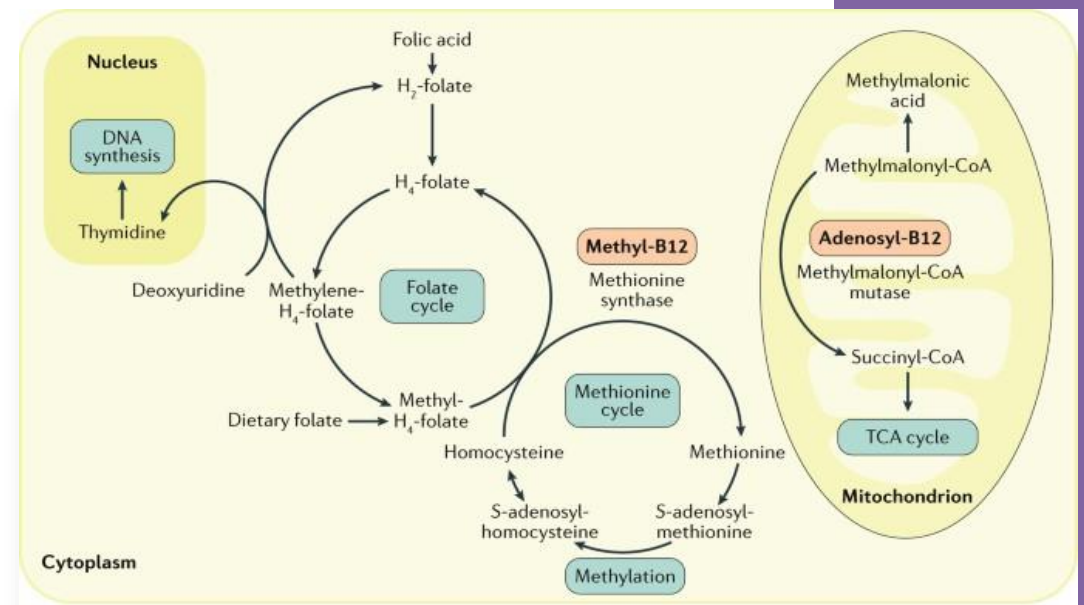 Nucleus
DNA
synthesis
Thymidine
Deoxyuridine
Folic acid
H₂-folate
H₄-folate
Methylene-
H₄-folate
Folate
cycle
Dietary folate
Methyl-
H₄-folate
Methyl-B12
Methionine
synthase
Methionine
cycle
Homocysteine
Methionine
S-adenosyl-
homocysteine
S-adenosyl-
methionine
Methylation
Cytoplasm
Methylmalonic
acid
Methylmalonyl-CoA
Adenosyl-B12
Methylmalonyl-CoA
mutase
Succinyl-CoA
TCA cycle
Mitochondrion